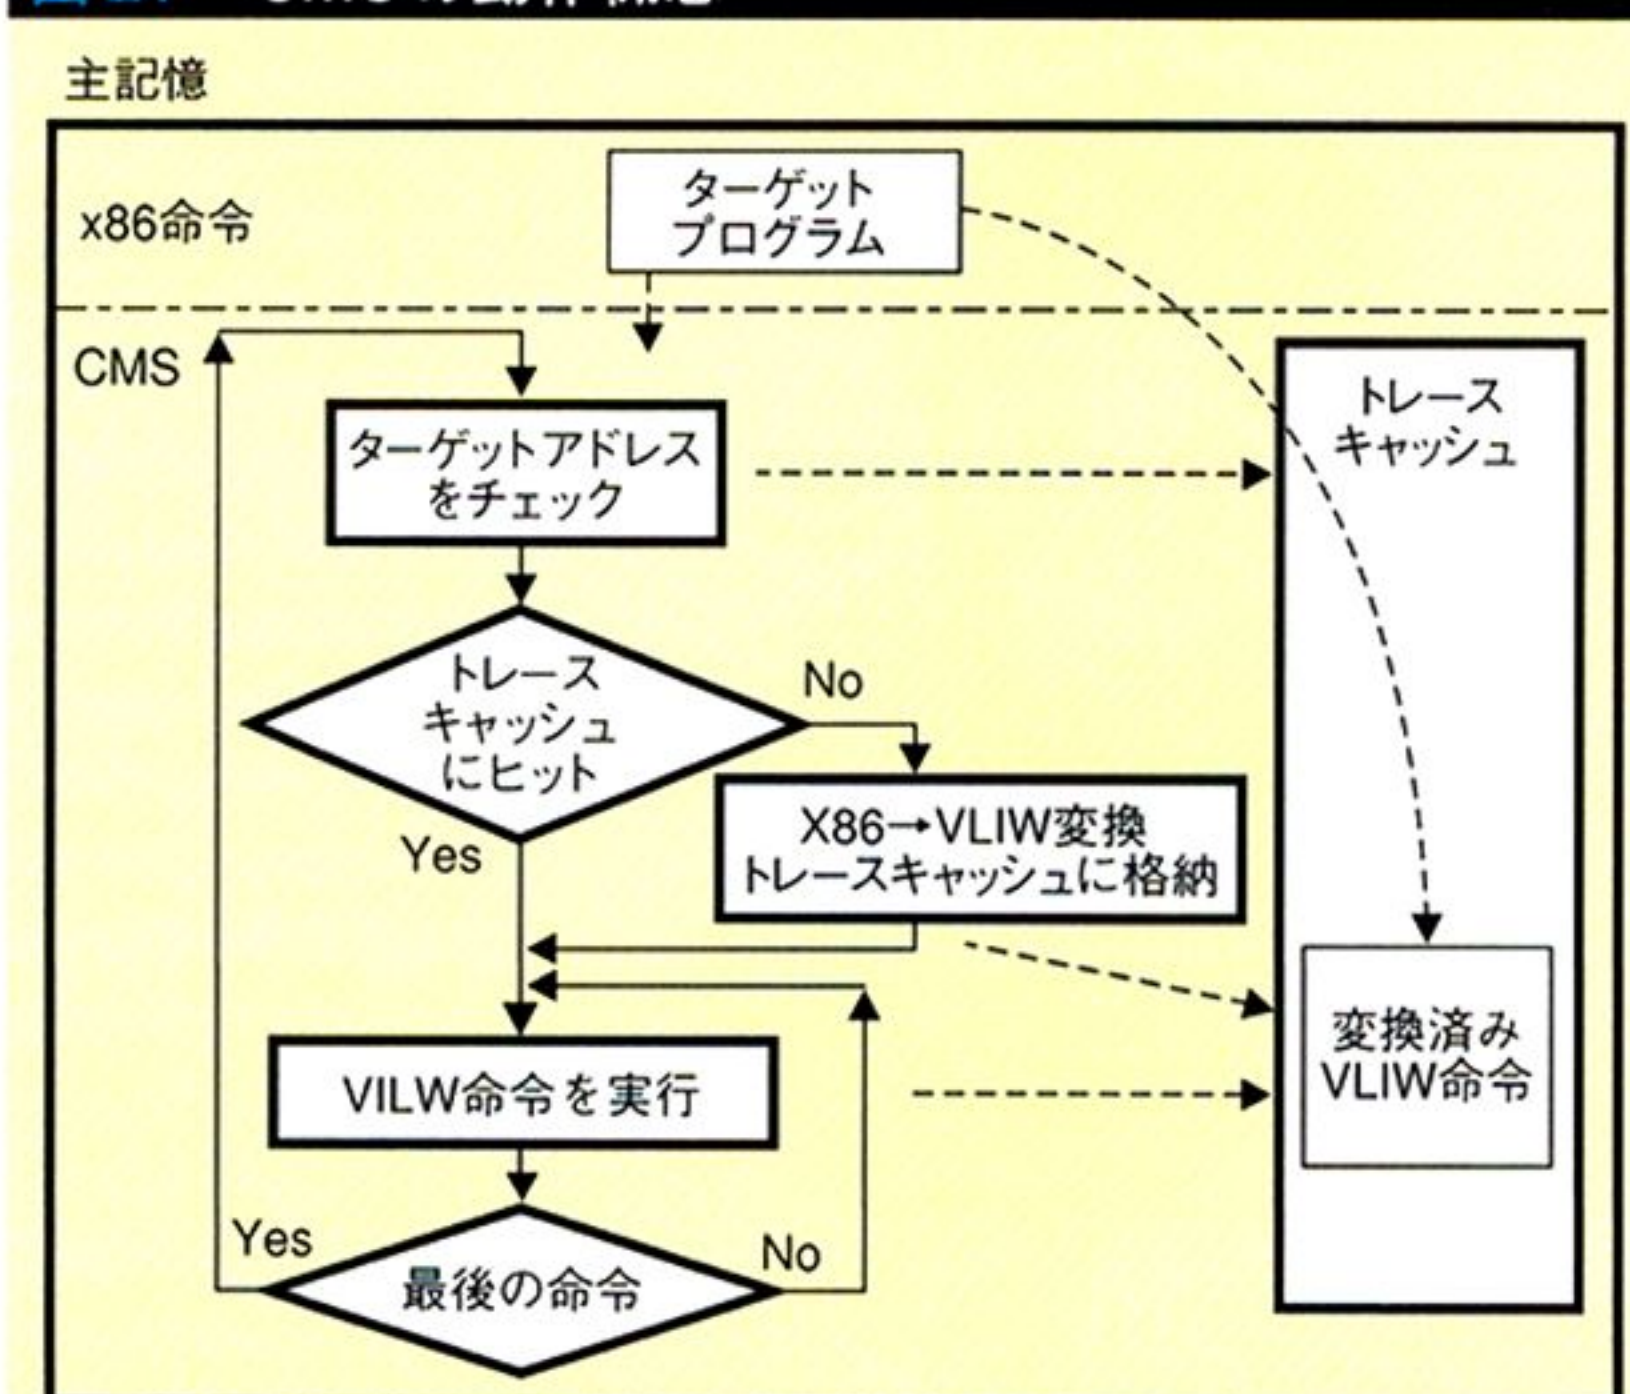 主記憶
x86命令
ターゲット
プログラム
CMS
ターゲットアドレス
をチェック
トレース
キャッシュ
トレース
キャッシュ
にヒット
No
Yes
X86→VLIW変換
トレースキャッシュに格納
VILW命令を実行
変換済み
VLIW命令
Yes
No
最後の命令